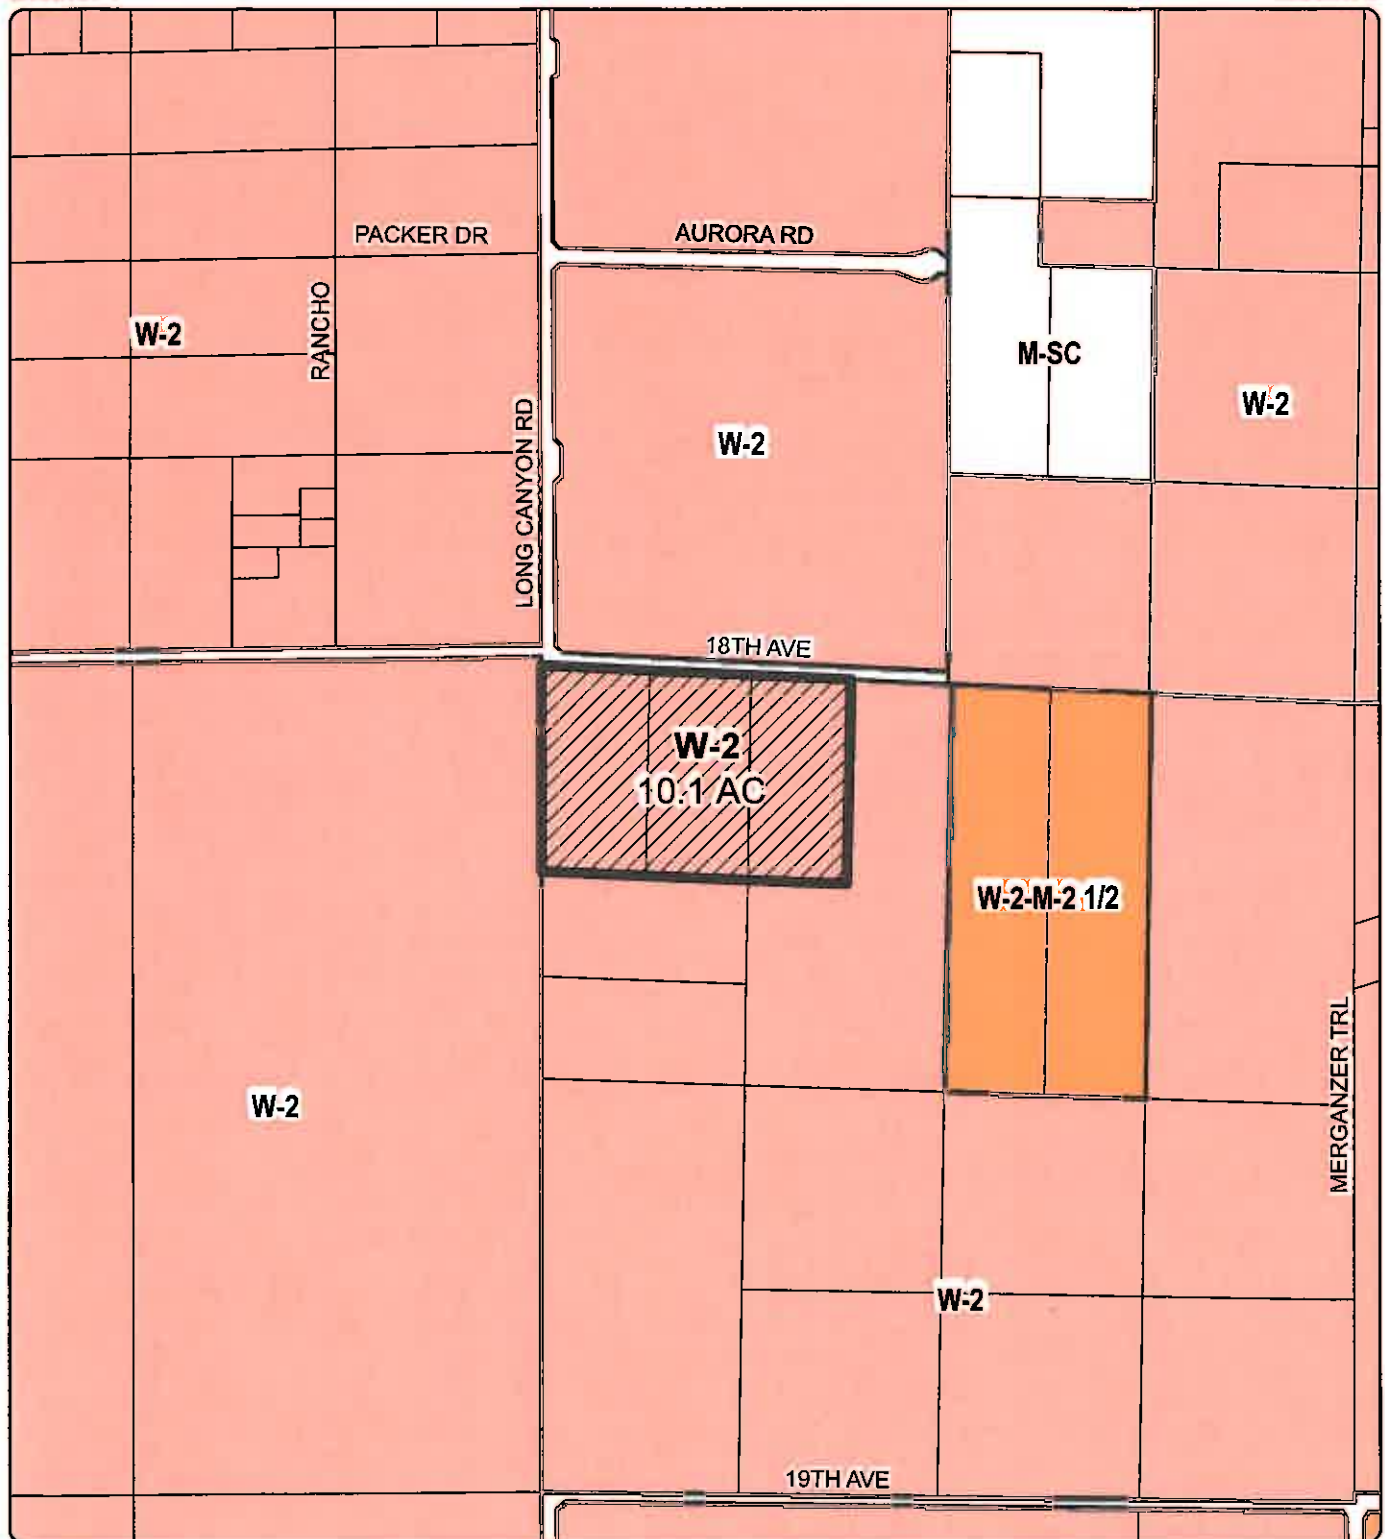 PACKER DR
AURORA RD
W-2
RANCHO
M-SC
W-2
W-2
LONG CANYON RD
18TH AVE
W-2
10.1 AC
W-2-M-2 1/2
MERGANZER TRL
W-2
W-2
19TH AVE